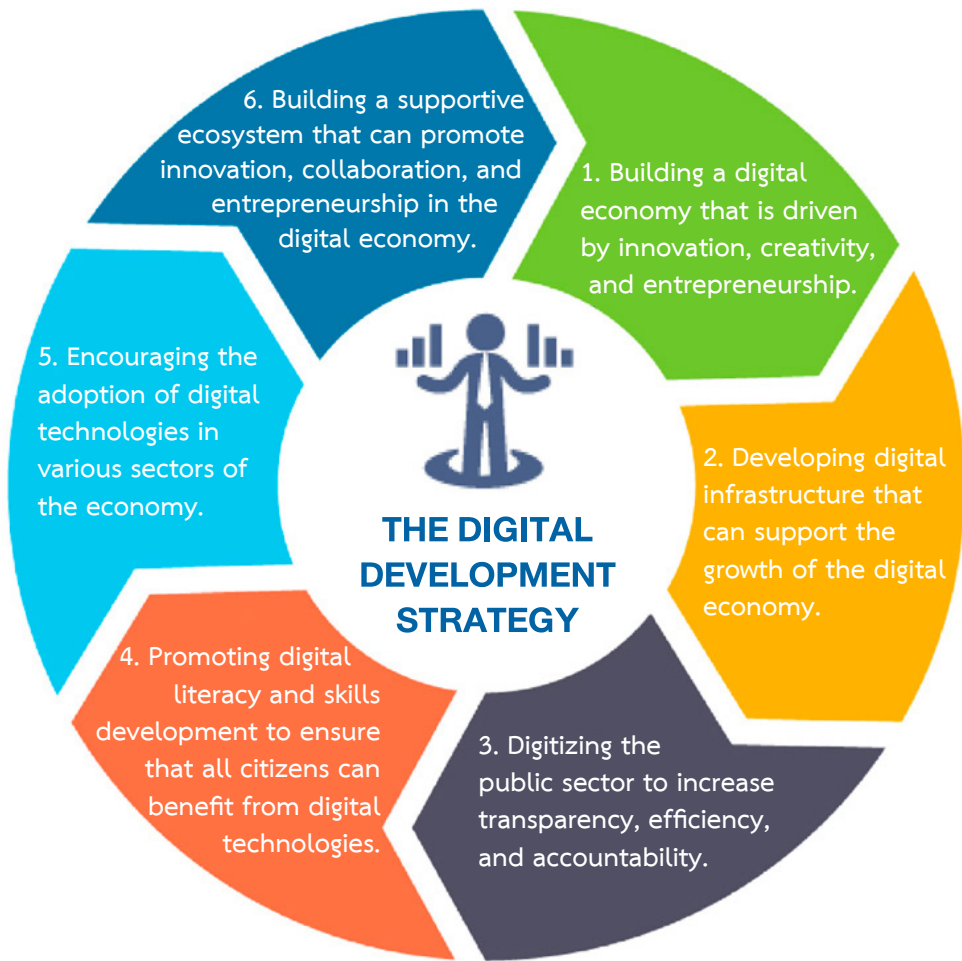 6. Building a supportive
ecosystem that can promote
innovation, collaboration, and
entrepreneurship in the
digital economy.
1. Building a digital
economy that is driven
by innovation, creativity,
and entrepreneurship.
5. Encouraging the
adoption of digital
technologies in
various sectors of
the economy.
2. Developing digital
infrastructure that
can support the
growth of the digital
economy.
THE DIGITAL
DEVELOPMENT
STRATEGY
4. Promoting digital
literacy and skills
development to ensure
that all citizens can
benefit from digital
technologies.
3. Digitizing the
public sector to increase
transparency, efficiency,
and accountability.